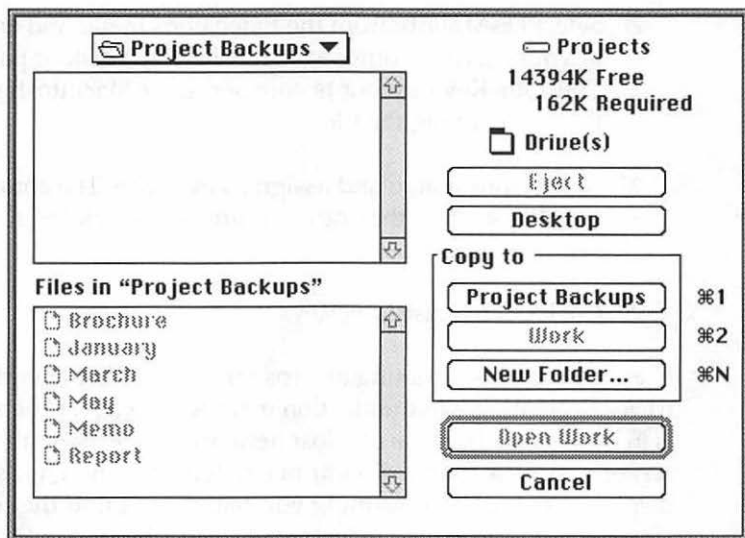 Project Backups
Projects
14394K Free
162K Required
Drive(s)
Eject
Desktop
Copy to
Project Backups ⌘1
Work ⌘2
New Folder... ⌘N
Open Work
Cancel
Files in “Project Backups”
Brochure
January
March
May
Memo
Report